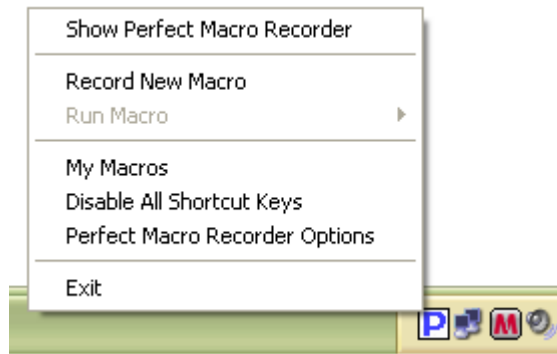 Show Perfect Macro Recorder
Record New Macro
Run Macro
My Macros
Disable All Shortcut Keys
Perfect Macro Recorder Options
Exit
P M